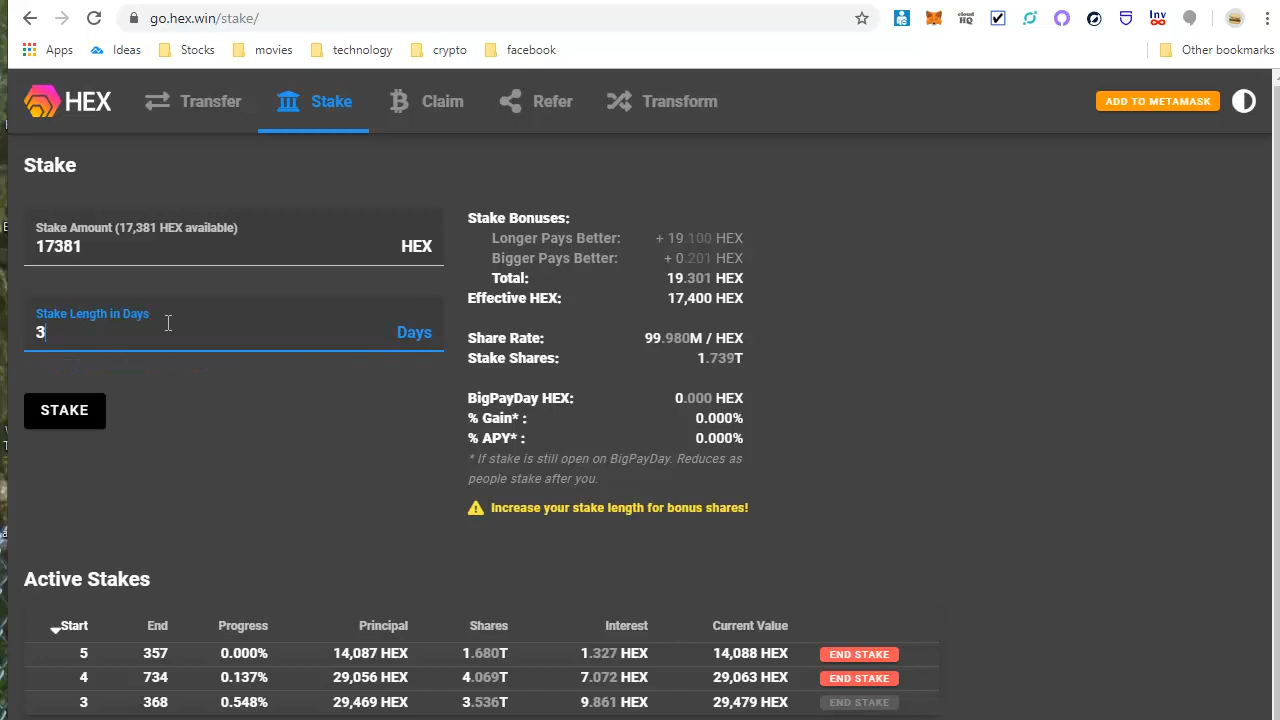 go.hex.win/stake/
cloud HQ
Inv
Apps Ideas Stocks movies technology crypto facebook Other bookmarks
HEX Transfer Stake Claim Refer Transform ADD TO METAMASK
Stake
Stake Amount (17,381 HEX available)
17381 HEX
Stake Length in Days
3 Days
STAKE
Stake Bonuses:
Longer Pays Better: + 19.100 HEX
Bigger Pays Better: + 0.201 HEX
Total: 19.301 HEX
Effective HEX: 17,400 HEX
Share Rate: 99.980M / HEX
Stake Shares: 1.739T
BigPayDay HEX: 0.000 HEX
% Gain* : 0.000%
% APY* : 0.000%
* If stake is still open on BigPayDay. Reduces as
people stake after you.
Increase your stake length for bonus shares!
Active Stakes
Start End Progress Principal Shares Interest Current Value
5 357 0.000% 14,087 HEX 1.680T 1.327 HEX 14,088 HEX END STAKE
4 734 0.137% 29,056 HEX 4.069T 7.072 HEX 29,063 HEX END STAKE
3 368 0.548% 29,469 HEX 3.536T 9.861 HEX 29,479 HEX END STAKE